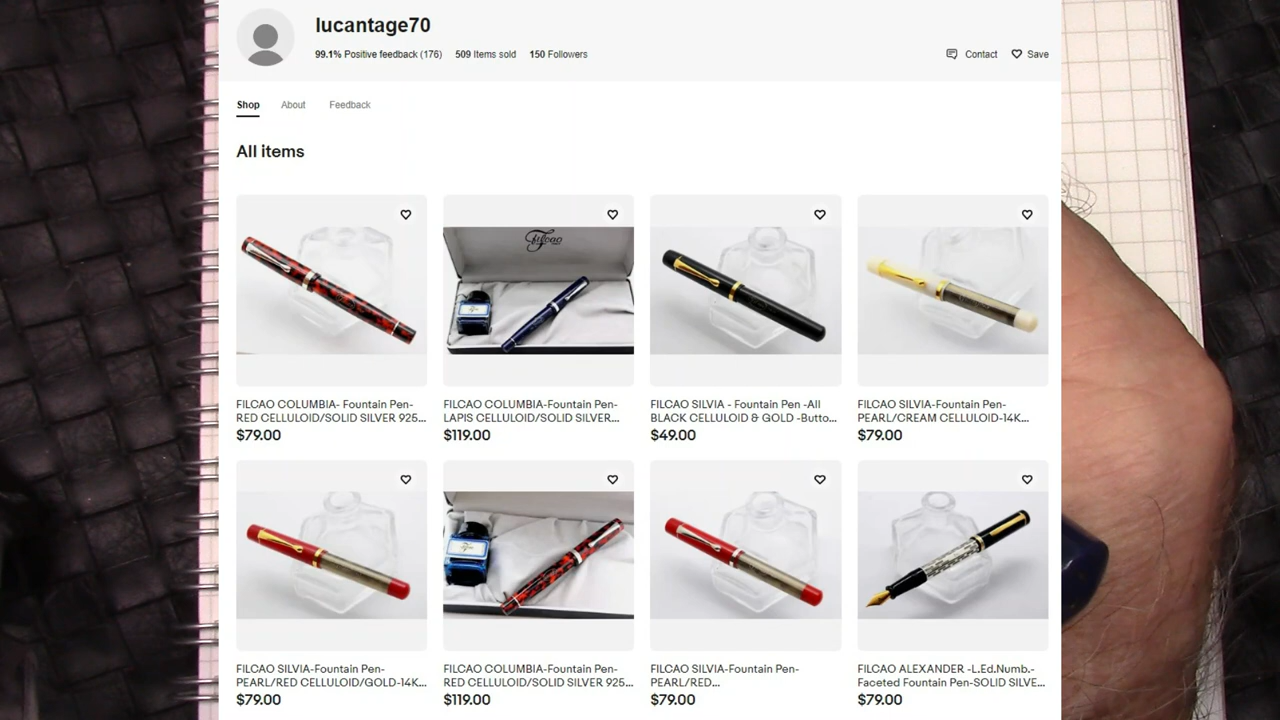 lucantage70
99.1% Positive feedback (176) 509 Items sold 150 Followers
Contact Save
Shop About Feedback
All items
Filcao
FILCAO COLUMBIA- Fountain Pen-
RED CELLULOID/SOLID SILVER 925...
$79.00
FILCAO COLUMBIA-Fountain Pen-
LAPIS CELLULOID/SOLID SILVER...
$119.00
FILCAO SILVIA - Fountain Pen -All
BLACK CELLULOID & GOLD -Butto...
$49.00
FILCAO SILVIA-Fountain Pen-
PEARL/CREAM CELLULOID-14K...
$79.00
FILCAO SILVIA-Fountain Pen-
PEARL/RED CELLULOID/GOLD-14K...
$79.00
FILCAO COLUMBIA-Fountain Pen-
RED CELLULOID/SOLID SILVER 925...
$119.00
FILCAO SILVIA-Fountain Pen-
PEARL/RED...
$79.00
FILCAO ALEXANDER -L.Ed.Numb.-
Faceted Fountain Pen-SOLID SILVE...
$79.00